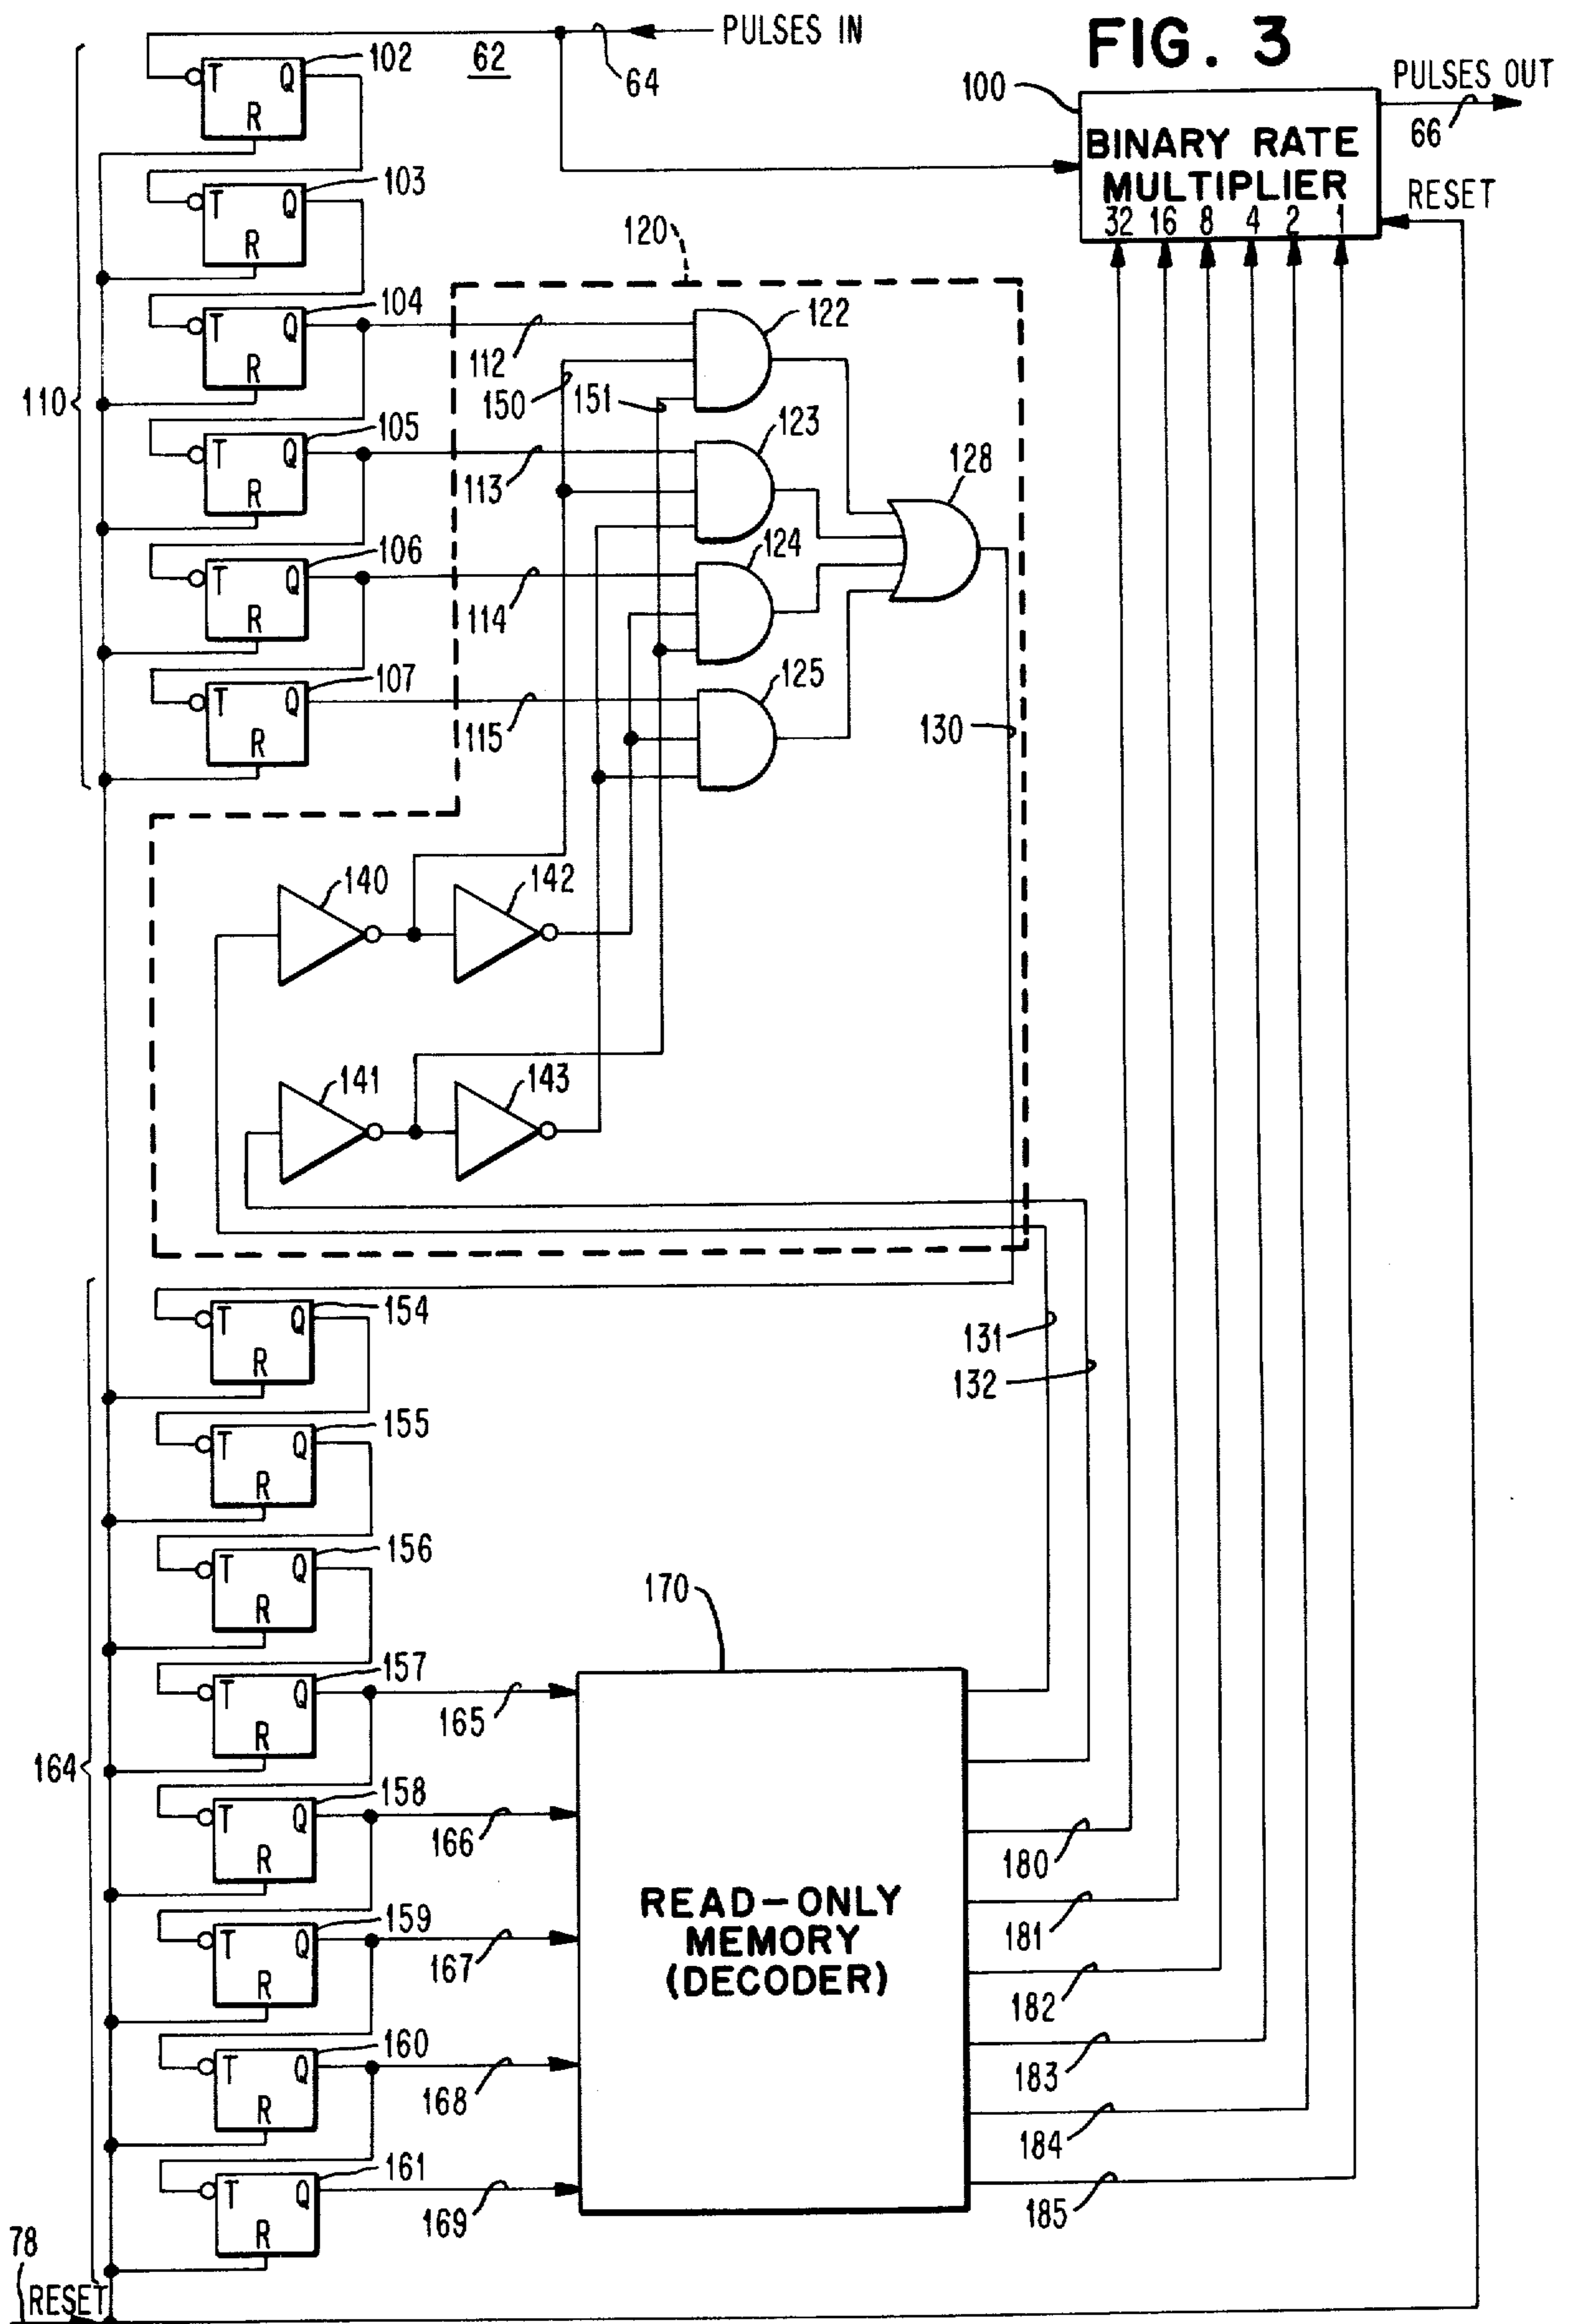 PULSES IN
FIG. 3
62
64
102
T Q
R
100
PULSES OUT
66
BINARY RATE
MULTIPLIER
32 16 8 4 2 1
RESET
103
T Q
R
120
104
T Q
R
112
122
110
150
151
105
T Q
R
113
123
128
106
T Q
R
114
124
107
T Q
R
115
125
130
140
142
141
143
154
T Q
R
131
132
155
T Q
R
156
T Q
R
170
157
T Q
R
165
164
158
T Q
R
166
180
READ-ONLY
MEMORY
(DECODER)
159
T Q
R
167
181
182
160
T Q
R
168
183
184
161
T Q
R
169
185
78
RESET